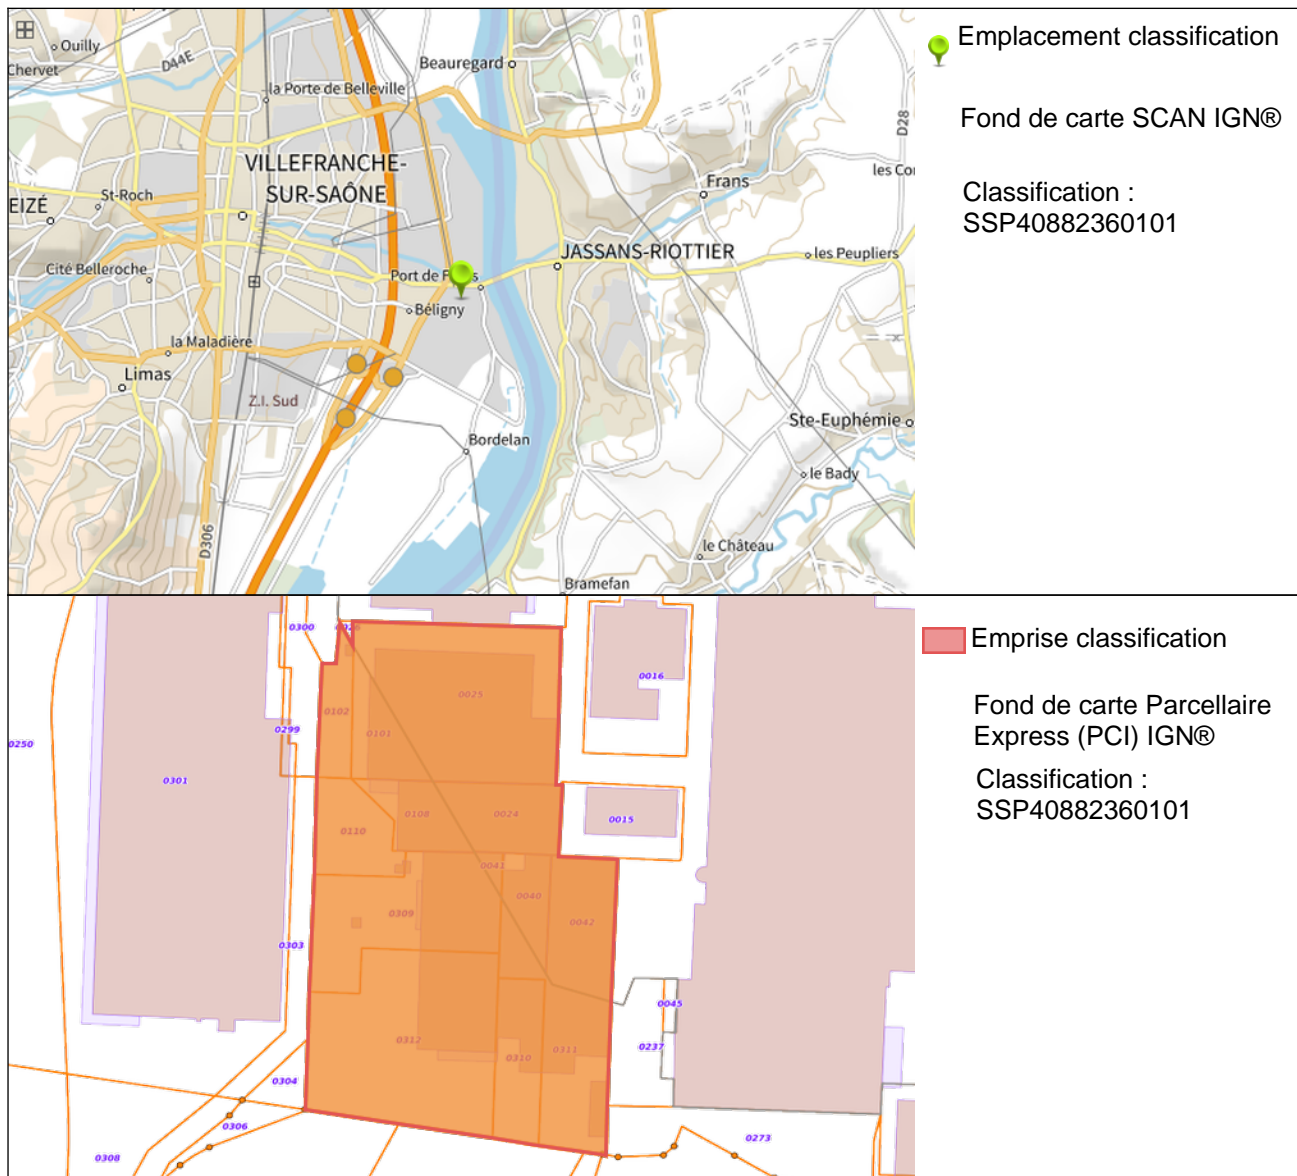 Ouilly
Chervet
D44E
la Porte de Belleville
Beauregard
D28
VILLEFRANCHE-
SUR-SAÔNE
St-Roch
EIZÉ
Frans
les Co
Cité Belleroche
Port de F
s
JASSANS-RIOTTIER
les Peupliers
Béligny
la Maladière
Limas
Z.I. Sud
Bordelan
Ste-Euphémie
le Bady
D306
le Château
Bramefan
Emplacement classification
Fond de carte SCAN IGN®
Classification :
SSP40882360101
0300
0016
0025
0102
0299
0101
0250
0301
0108
0024
0015
0110
0041
0040
0309
0042
0303
0045
0312
0237
0310
0311
0304
0306
0273
0308
Emprise classification
Fond de carte Parcellaire
Express (PCI) IGN®
Classification :
SSP40882360101